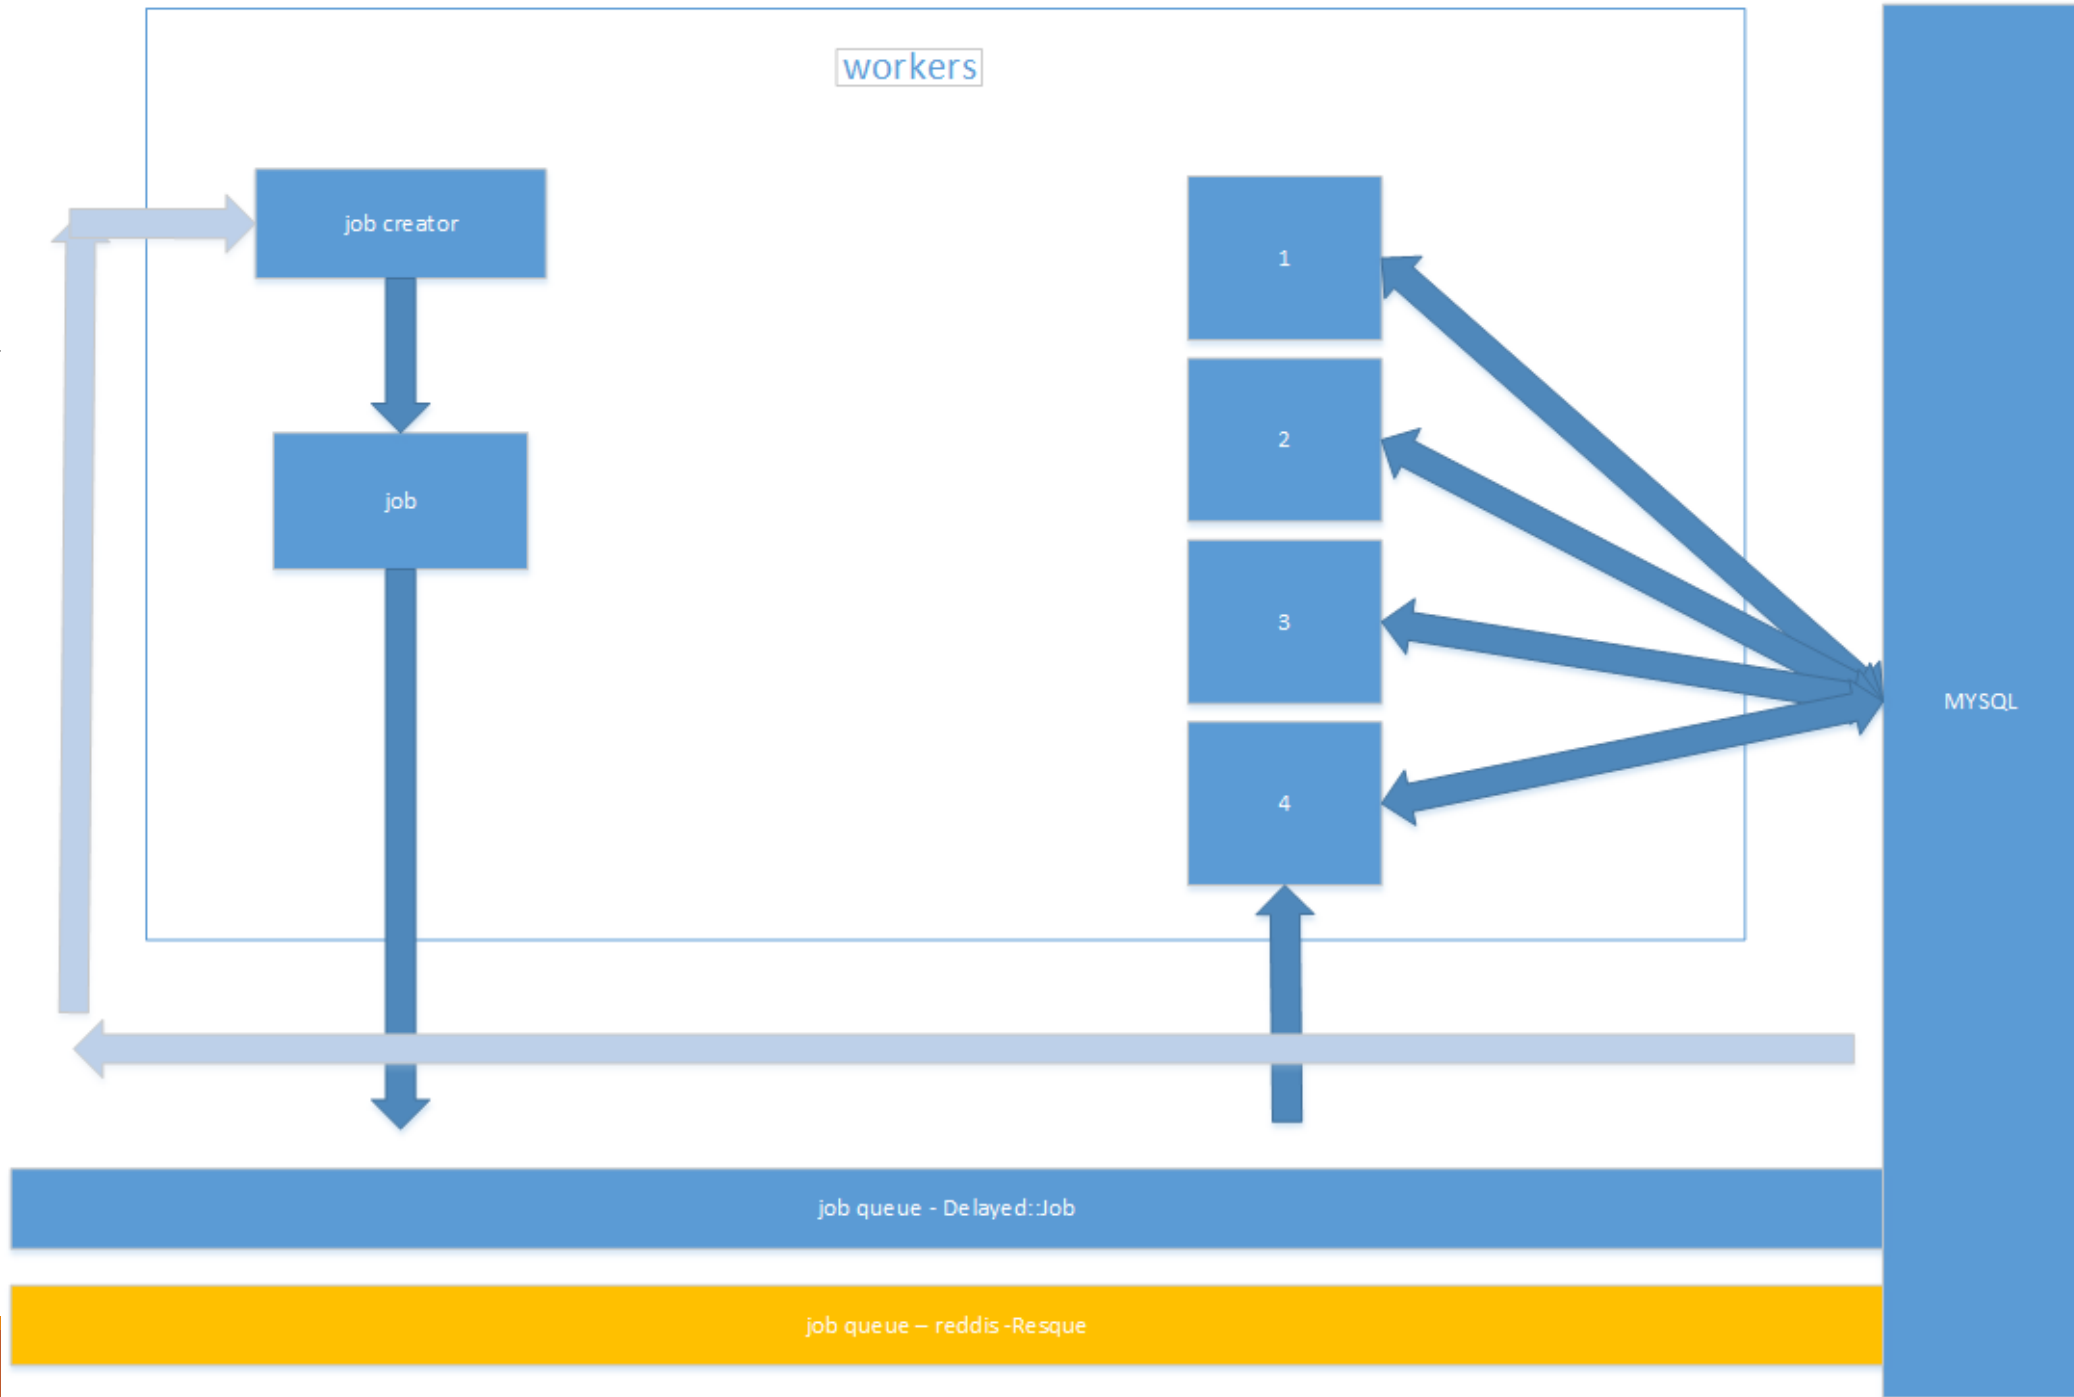 workers
job creator
job
1
2
3
4
MYSQL
job queue - Delayed::Job
job queue – reddis -Resque